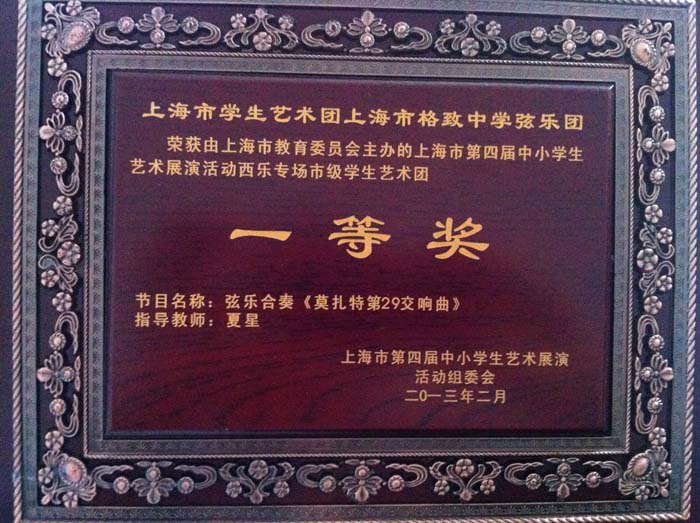 上海市学生艺术团上海市格致中学弦乐团
荣获由上海市教育委员会主办的上海市第四届中小学生
艺术展演活动西乐专场市级学生艺术团
一等奖
节目名称：弦乐合奏《莫扎特第29交响曲》
指导教师：夏星
上海市第四届中小学生艺术展演
活动组委会
二0一三年二月